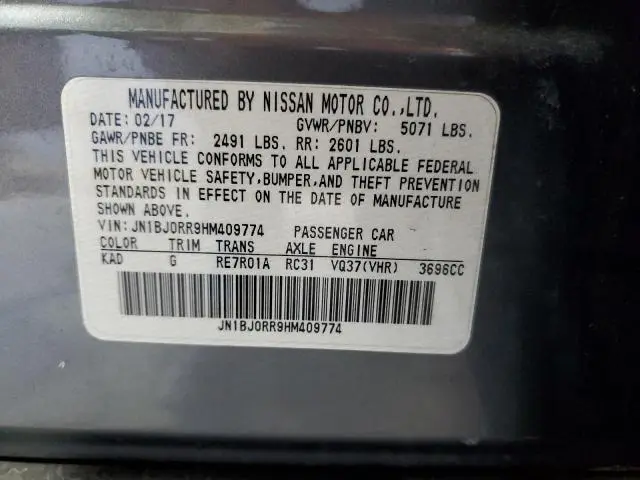 MANUFACTURED BY NISSAN MOTOR CO.,LTD.
DATE: 02/17 GVWR/PNBV: 5071 LBS.
GAWR/PNBE FR: 2491 LBS. RR: 2601 LBS.
THIS VEHICLE CONFORMS TO ALL APPLICABLE FEDERAL
MOTOR VEHICLE SAFETY,BUMPER,AND THEFT PREVENTION
STANDARDS IN EFFECT ON THE DATE OF MANUFACTURE
SHOWN ABOVE.
VIN: JN1BJ0RR9HM409774 PASSENGER CAR
COLOR TRIM TRANS AXLE ENGINE
KAD G RE7R01A RC31 VQ37(VHR) 3696CC
JN1BJ0RR9HM409774